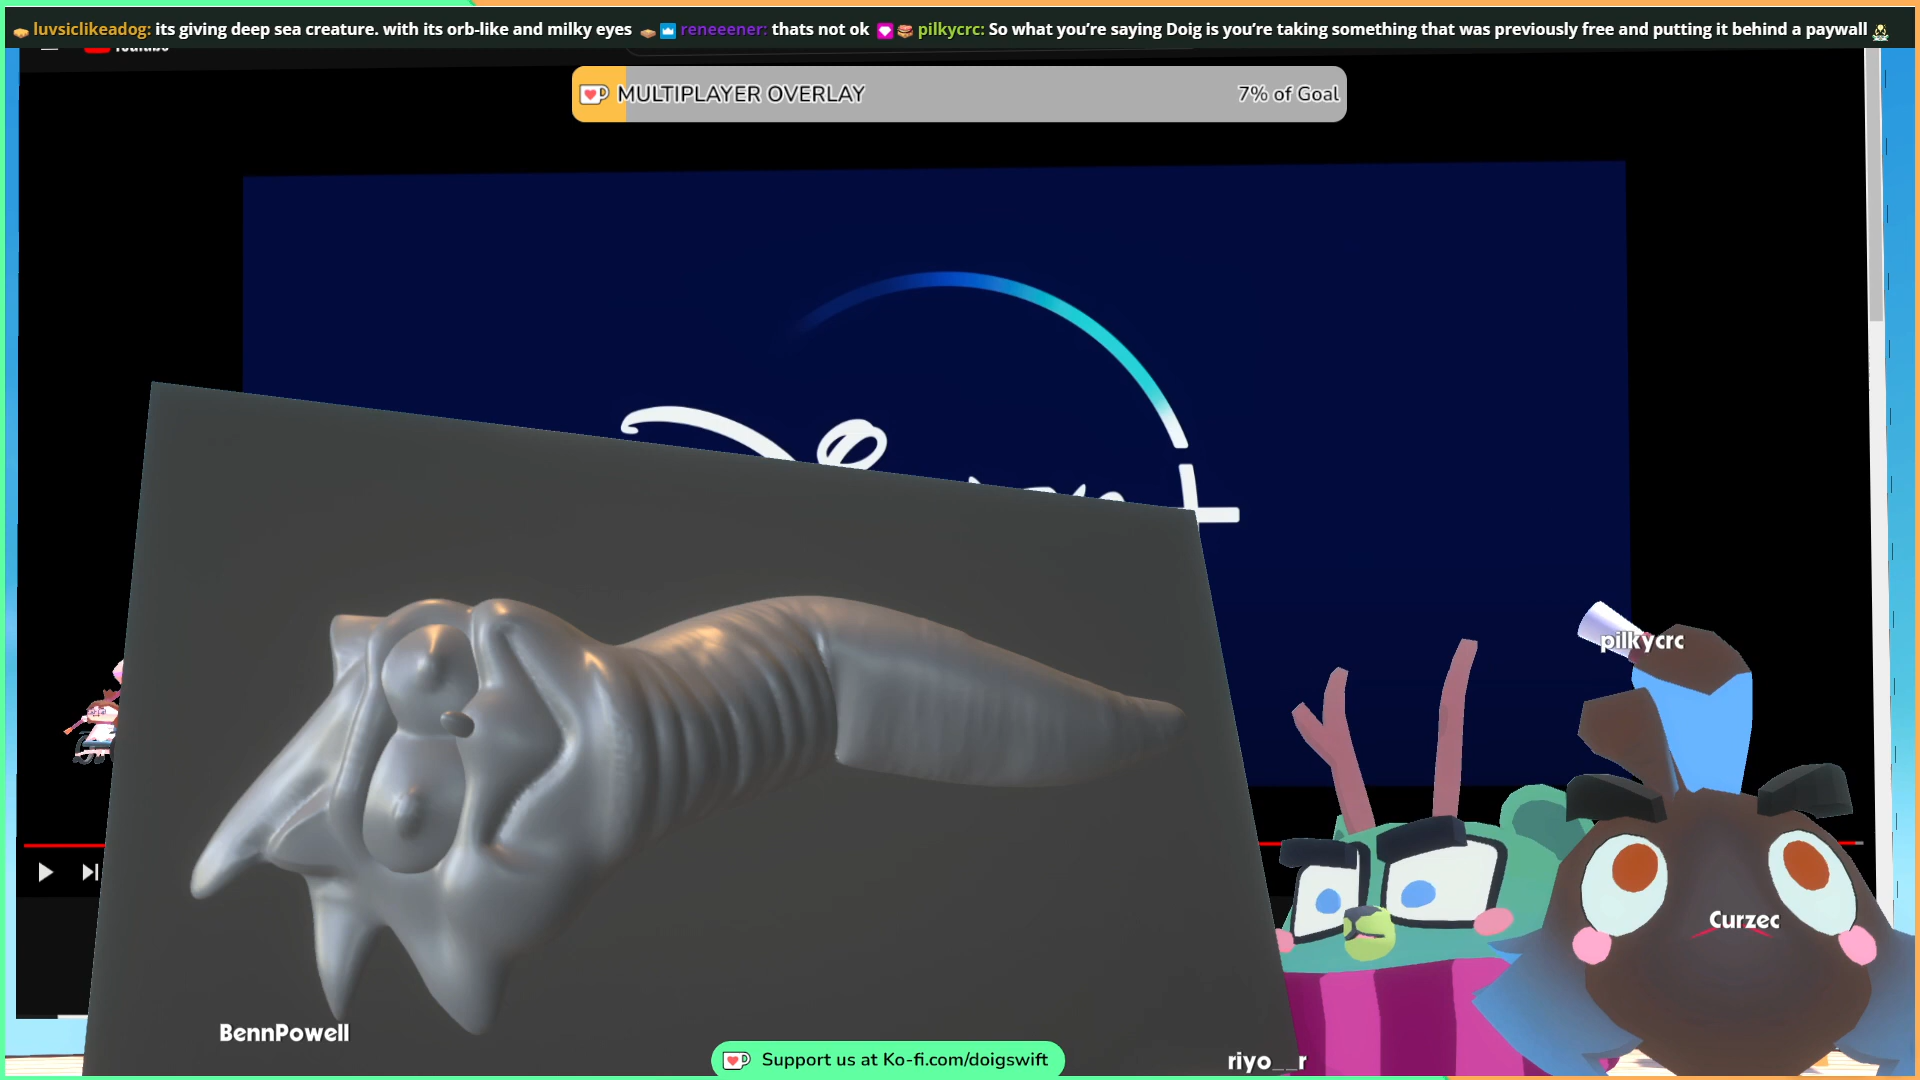 luvsiclikeadog: its giving deep sea creature. with its orb-like and milky eyes reneeener: thats not ok pilkycrc: So what you’re saying Doig is you’re taking something that was previously free and putting it behind a paywall
MULTIPLAYER OVERLAY 7% of Goal
pilkycrc
Curzec
BennPowell
Support us at Ko-fi.com/doigswift
riyo__r